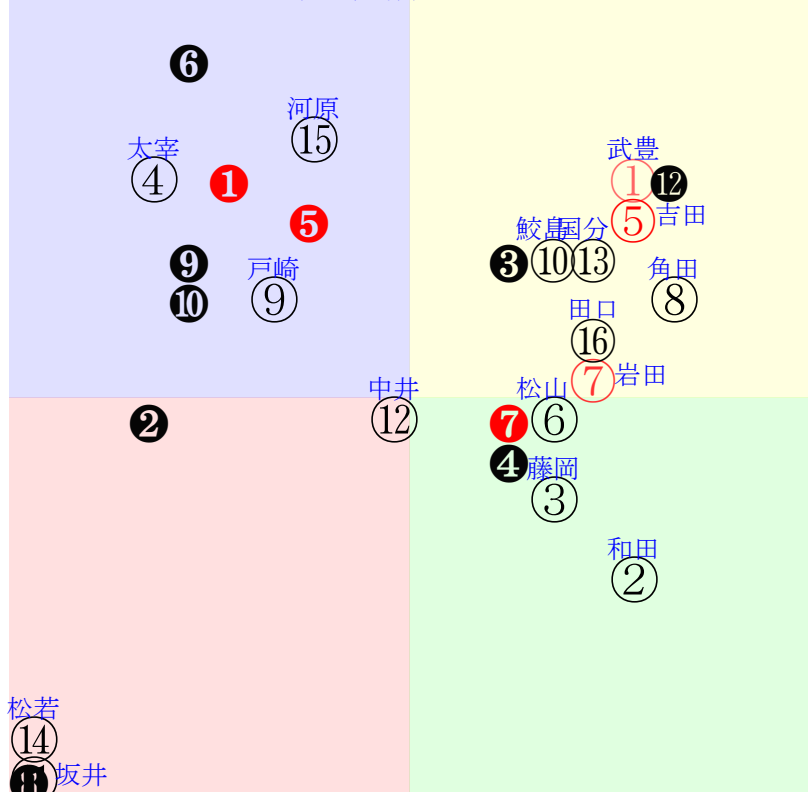 ❻
河原
⑮
太宰
④
❶
武豊
①
⓬
❺
⑤
吉田
鮫島
国分
❾
戸崎
❸
⑩
⑬
角田
❿
⑨
⑧
田口
⑯
中井
松山
⑦
岩田
❷
⑫
❼
⑥
❹
藤岡
③
和田
②
松若
⑭
坂井